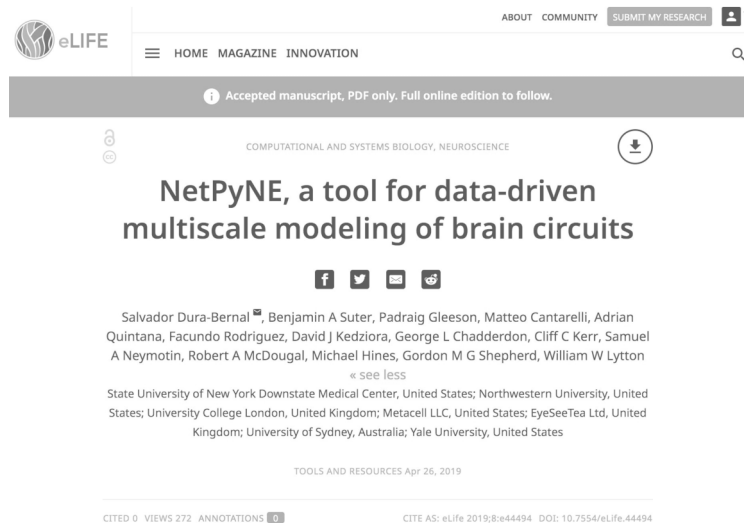 ABOUT COMMUNITY SUBMIT MY RESEARCH
eLIFE
HOME MAGAZINE INNOVATION
i Accepted manuscript, PDF only. Full online edition to follow.
cc
COMPUTATIONAL AND SYSTEMS BIOLOGY, NEUROSCIENCE
NetPyNE, a tool for data-driven
multiscale modeling of brain circuits
Salvador Dura-Bernal , Benjamin A Suter, Padraig Gleeson, Matteo Cantarelli, Adrian
Quintana, Facundo Rodriguez, David J Kedziora, George L Chadderdon, Cliff C Kerr, Samuel
A Neymotin, Robert A McDougal, Michael Hines, Gordon M G Shepherd, William W Lytton
« see less
State University of New York Downstate Medical Center, United States; Northwestern University, United
States; University College London, United Kingdom; Metacell LLC, United States; EyeSeeTea Ltd, United
Kingdom; University of Sydney, Australia; Yale University, United States
TOOLS AND RESOURCES Apr 26, 2019
CITED 0 VIEWS 272 ANNOTATIONS 0
CITE AS: eLife 2019;8:e44494 DOI: 10.7554/eLife.44494